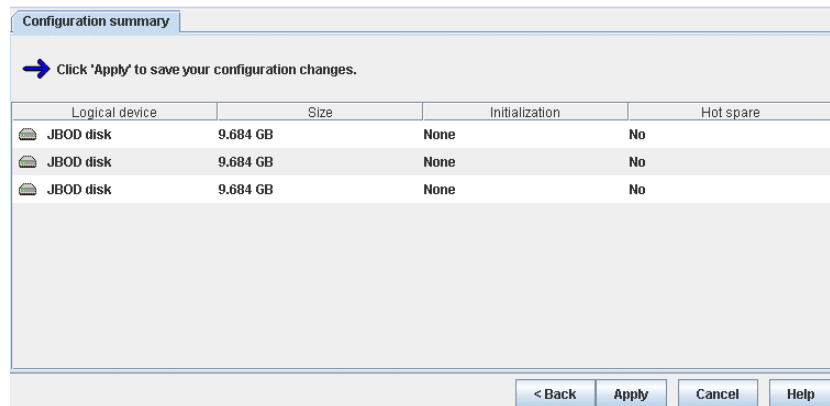 Configuration summary
Click 'Apply' to save your configuration changes.
Logical device Size Initialization Hot spare
JBOD disk 9.684 GB None No
JBOD disk 9.684 GB None No
JBOD disk 9.684 GB None No
< Back Apply Cancel Help